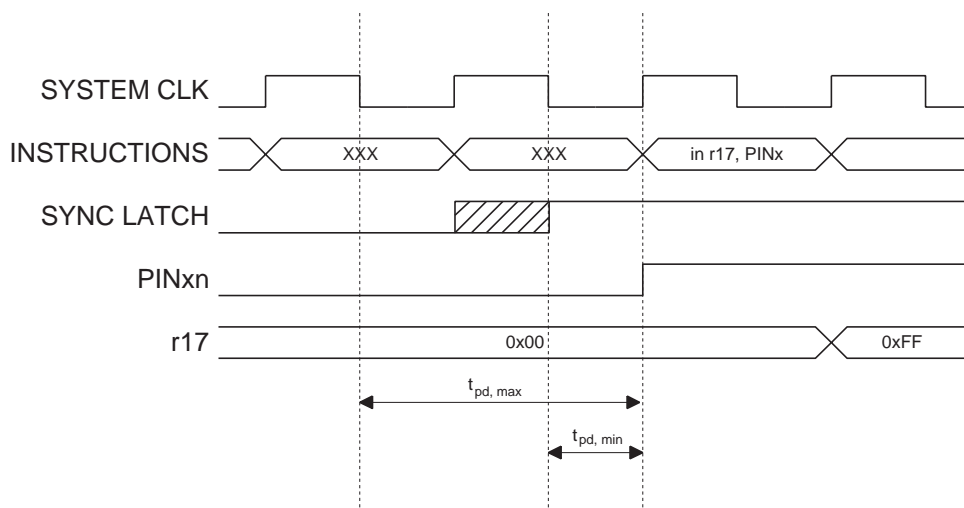 SYSTEM CLK
INSTRUCTIONS XXX XXX in r17, PINx
SYNC LATCH
PINxn
r17 0x00 0xFF
tpd, max
tpd, min